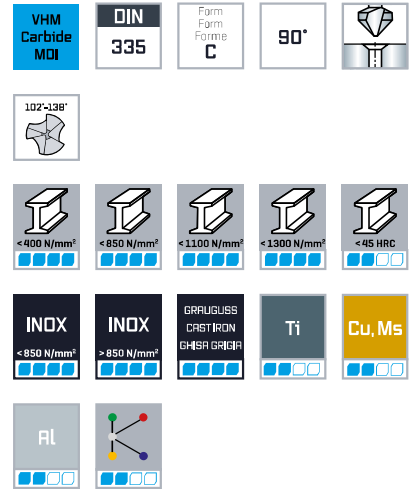 VHM
Carbide
MDI
DIN
335
Form
Form
Forme
C
90°
102°-138°
<400 N/mm²
<850 N/mm²
<1100 N/mm²
<1300 N/mm²
<45 HRC
INOX
<850 N/mm²
INOX
>850 N/mm²
GRAUGUSS
CAST IRON
GHISA GRIGIA
Ti
Cu, Ms
Al